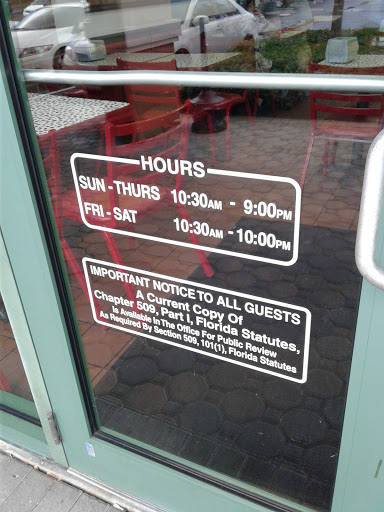 HOURS
SUN - THURS 10:30AM - 9:00PM
FRI - SAT 10:30AM - 10:00PM
IMPORTANT NOTICE TO ALL GUESTS
A Current Copy Of
Chapter 509, Part I, Florida Statutes,
Is Available In The Office For Public Review
As Required By Section 509, 101(1), Florida Statutes